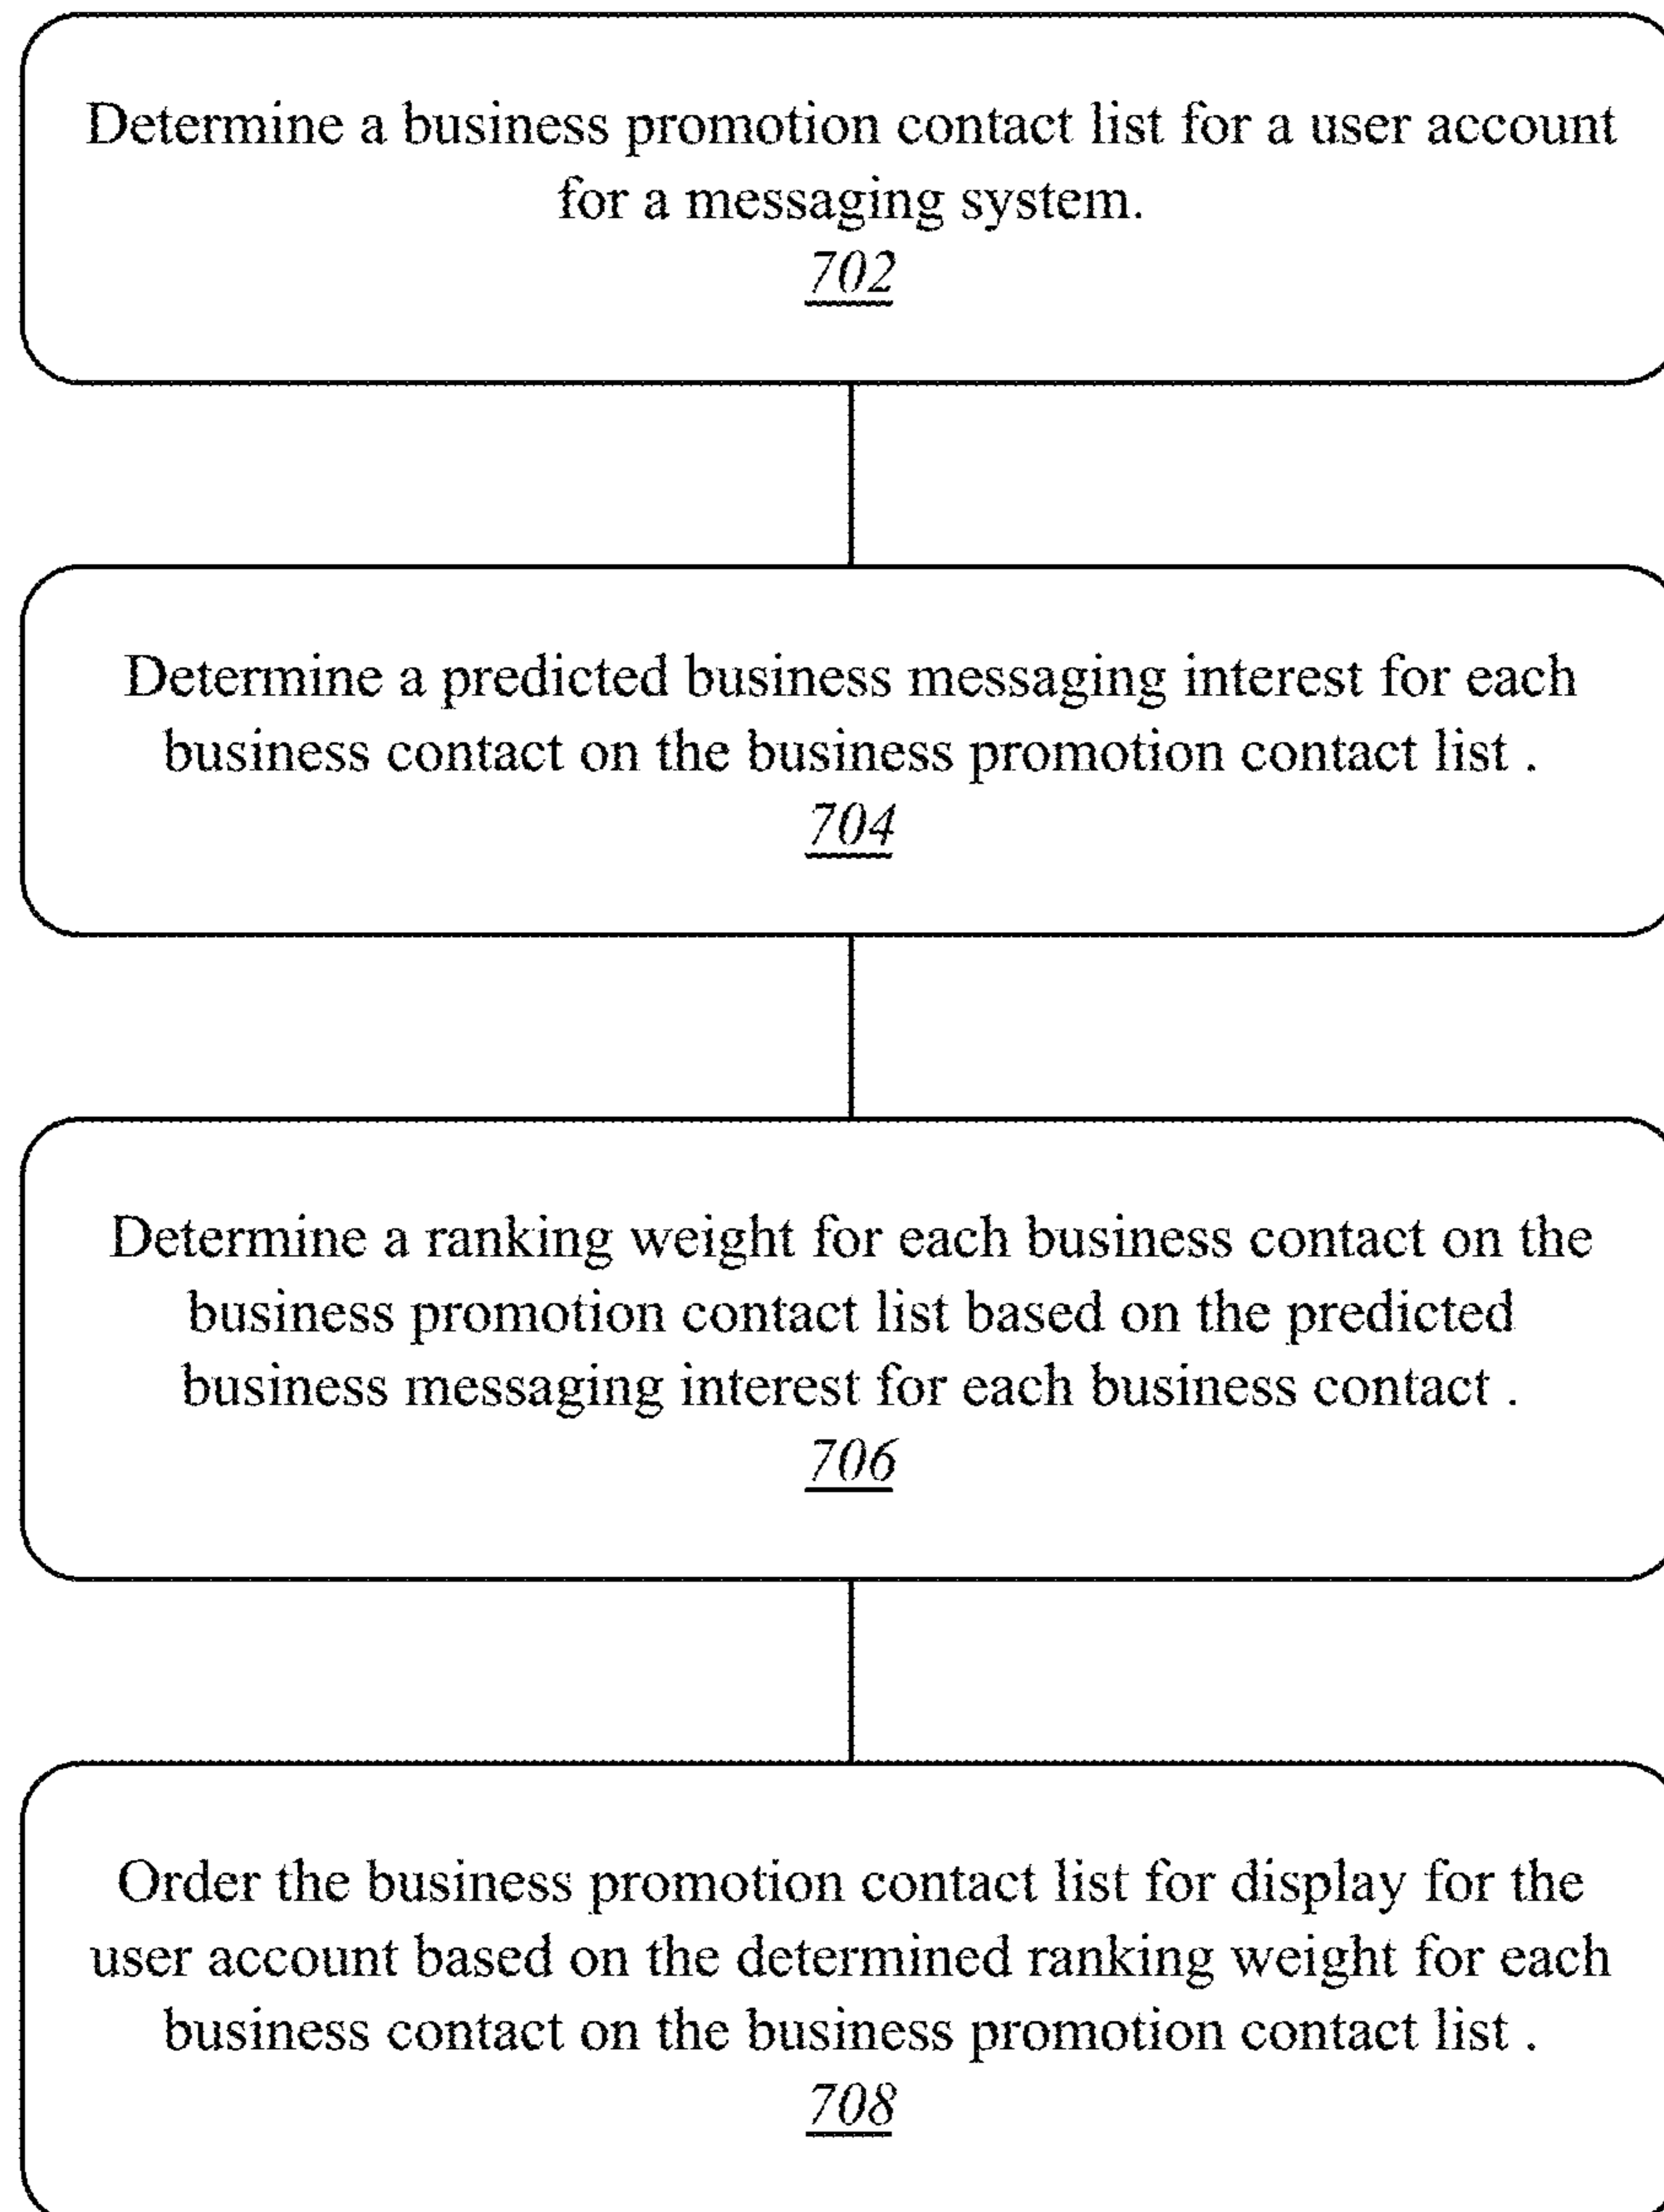 Determine a business promotion contact list for a user account
for a messaging system.
702
Determine a predicted business messaging interest for each
business contact on the business promotion contact list .
704
Determine a ranking weight for each business contact on the
business promotion contact list based on the predicted
business messaging interest for each business contact .
706
Order the business promotion contact list for display for the
user account based on the determined ranking weight for each
business contact on the business promotion contact list .
708